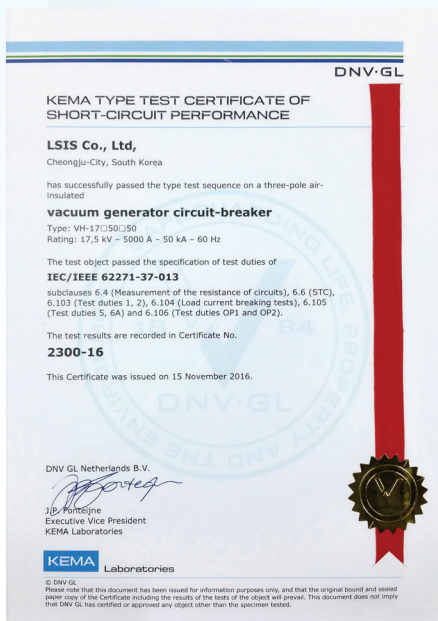 DNV·GL
KEMA TYPE TEST CERTIFICATE OF
SHORT-CIRCUIT PERFORMANCE
LSIS Co., Ltd,
Cheongju-City, South Korea
has successfully passed the type test sequence on a three-pole air-
insulated
vacuum generator circuit-breaker
Type: VH-17□50□50
Rating: 17,5 kV – 5000 A – 50 kA – 60 Hz
The test object passed the specification of test duties of
IEC/IEEE 62271-37-013
subclauses 6.4 (Measurement of the resistance of circuits), 6.6 (STC),
6.103 (Test duties 1, 2), 6.104 (Load current breaking tests), 6.105
(Test duties 5, 6A) and 6.106 (Test duties OP1 and OP2).
The test results are recorded in Certificate No.
2300-16
This Certificate was issued on 15 November 2016.
DNV·GL
DNV GL Netherlands B.V.
J.P. Fonteijne
Executive Vice President
KEMA Laboratories
KEMA Laboratories
© DNV GL
Please note that this document has been issued for information purposes only, and that the original bound and sealed
paper copy of the Certificate including the results of the tests of the object will prevail. This document does not imply
that DNV GL has certified or approved any object other than the specimen tested.